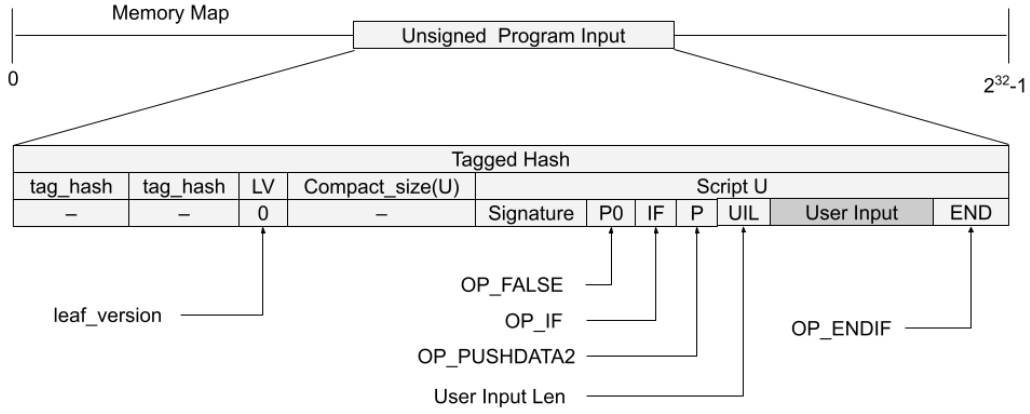 Memory Map
Unsigned Program Input
0
2³²-1
Tagged Hash
tag_hash tag_hash LV Compact_size(U) Script U
– – 0 – Signature P0 IF P UIL User Input END
OP_FALSE
leaf_version
OP_IF
OP_ENDIF
OP_PUSHDATA2
User Input Len